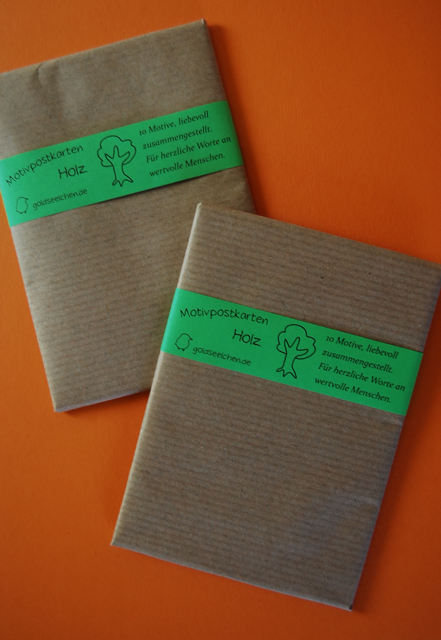 Motivpostkarten
Holz
goldseelchen.de
10 Motive, liebevoll
zusammengestellt.
Für herzliche Worte an
wertvolle Menschen.
Motivpostkarten
Holz
goldseelchen.de
10 Motive, liebevoll
zusammengestellt.
Für herzliche Worte an
wertvolle Menschen.